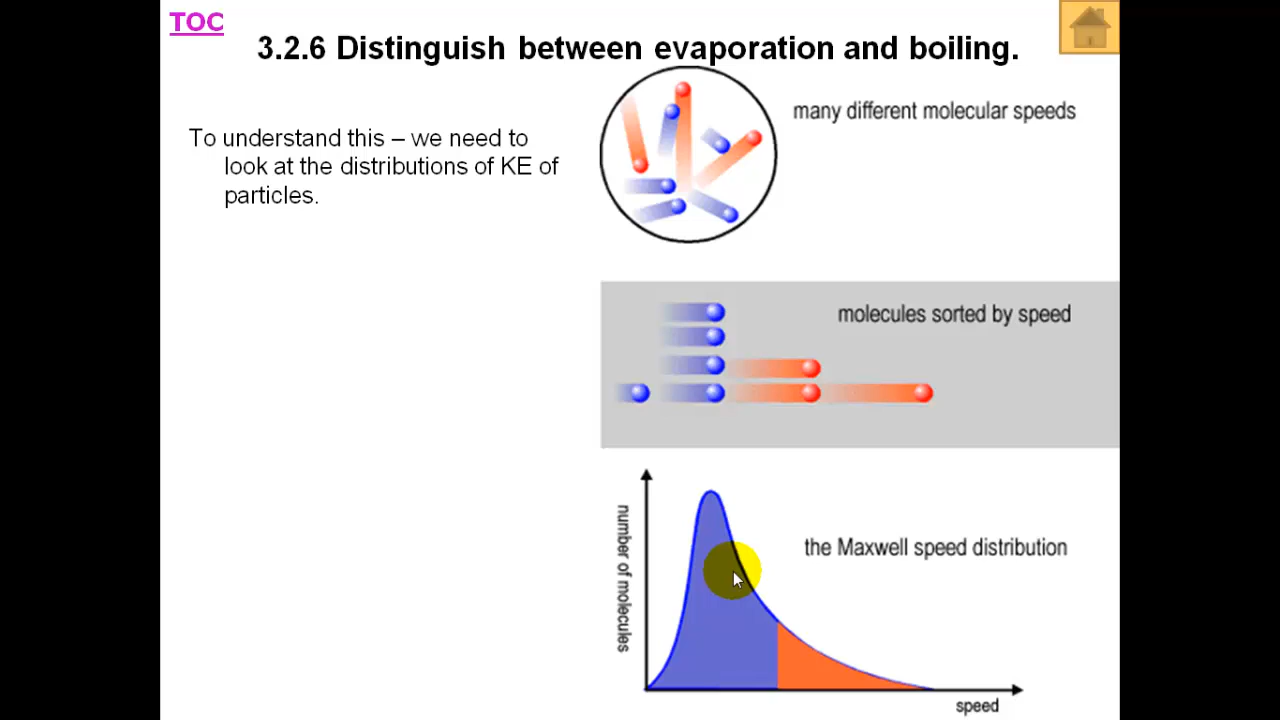 TOC
3.2.6 Distinguish between evaporation and boiling.
To understand this – we need to
look at the distributions of KE of
particles.
many different molecular speeds
molecules sorted by speed
number of molecules
the Maxwell speed distribution
speed